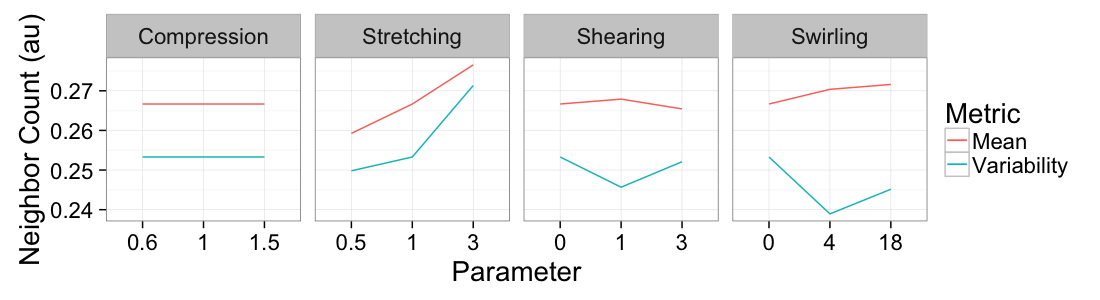 Compression Stretching Shearing Swirling
Neighbor Count (au)
0.27
0.26
0.25
0.24
0.6 1 1.5 0.5 1 3 0 1 3 0 4 18
Parameter
Metric
Mean
Variability